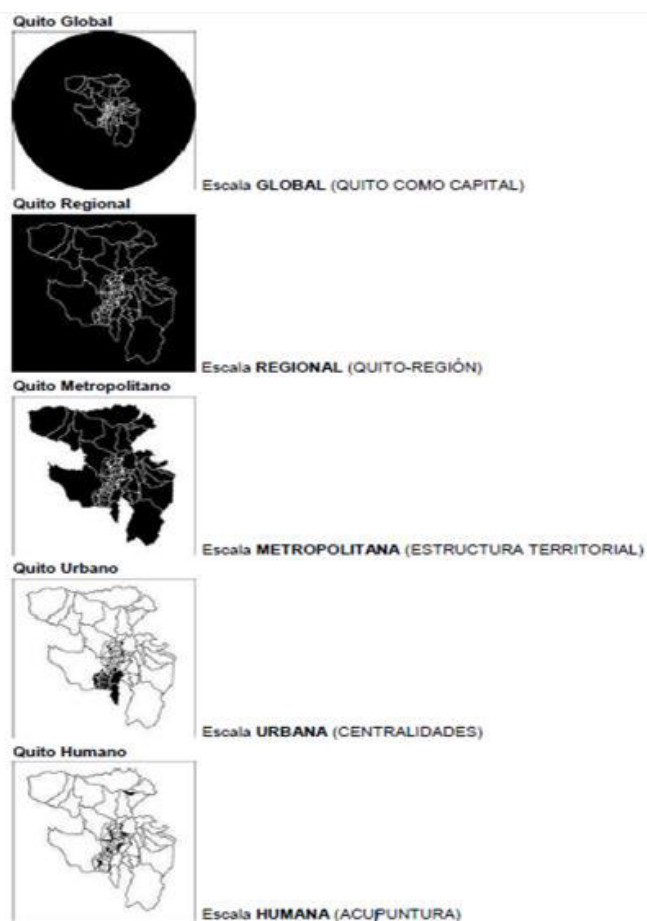 Quito Global
Escala GLOBAL (QUITO COMO CAPITAL)
Quito Regional
Escala REGIONAL (QUITO-REGIÓN)
Quito Metropolitano
Escala METROPOLITANA (ESTRUCTURA TERRITORIAL)
Quito Urbano
Escala URBANA (CENTRALIDADES)
Quito Humano
Escala HUMANA (ACUPUNTURA)